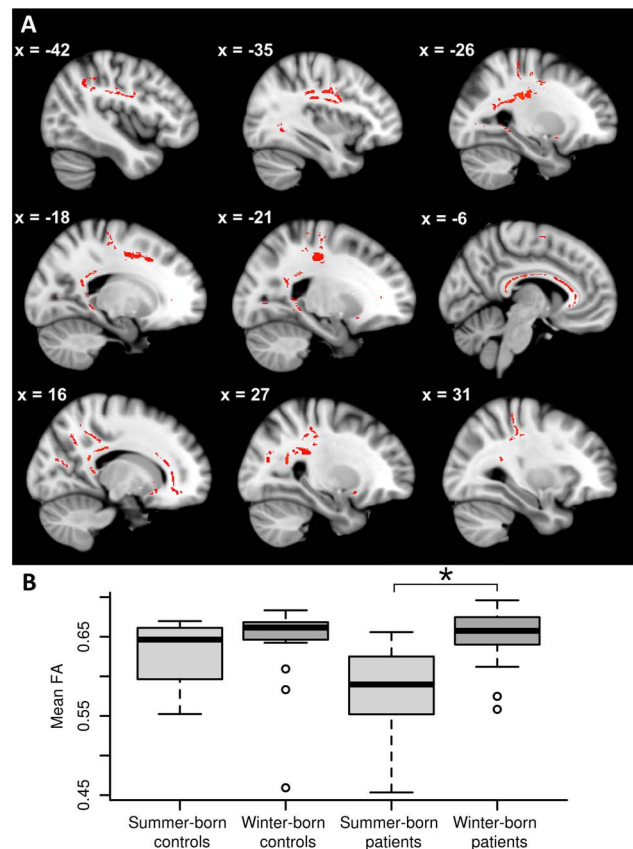 A
x = -42
x = -35
x = -26
x = -18
x = -21
x = -6
x = 16
x = 27
x = 31
B
*
Mean FA
0.65
0.55
0.45
Summer-born controls
Winter-born controls
Summer-born patients
Winter-born patients